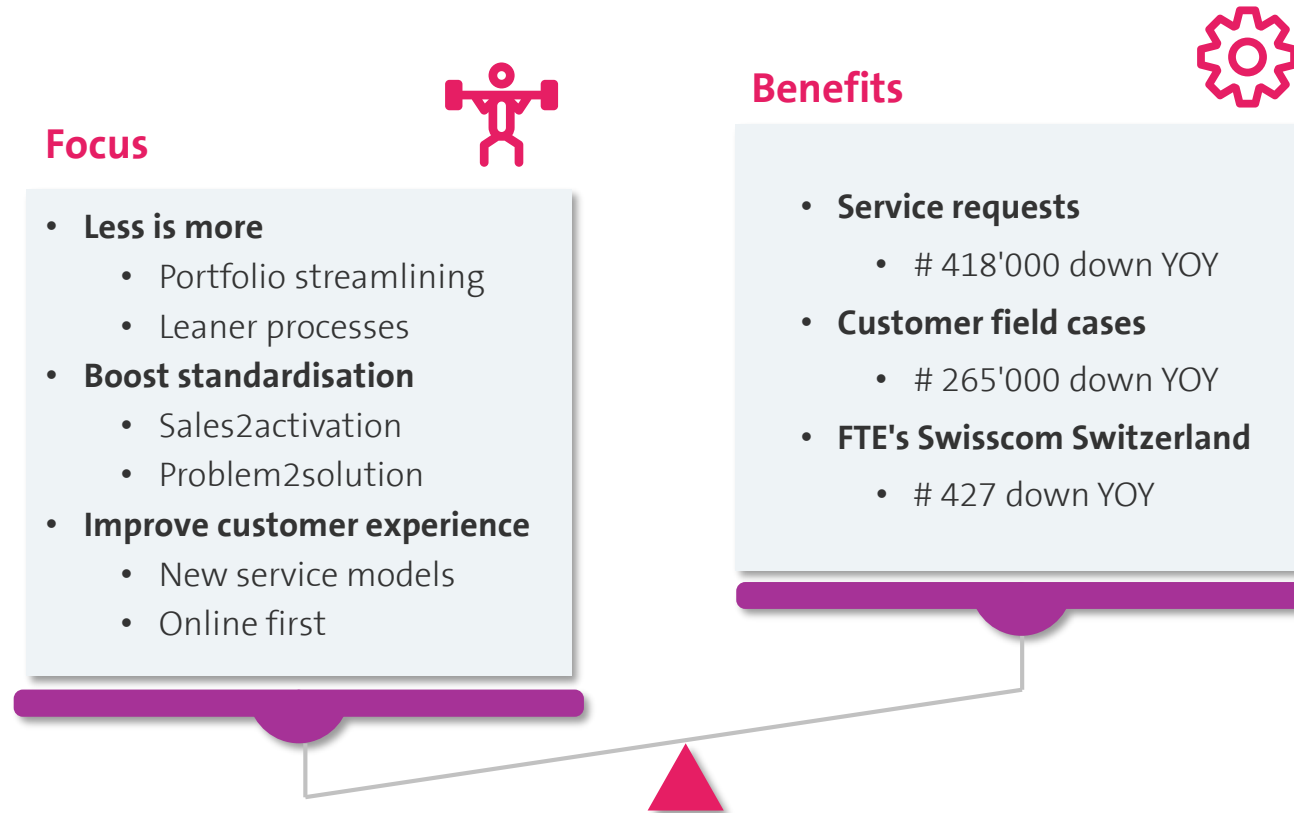 Focus
• Less is more
• Portfolio streamlining
• Leaner processes
• Boost standardisation
• Sales2activation
• Problem2solution
• Improve customer experience
• New service models
• Online first
Benefits
• Service requests
• # 418'000 down YOY
• Customer field cases
• # 265'000 down YOY
• FTE's Swisscom Switzerland
• # 427 down YOY